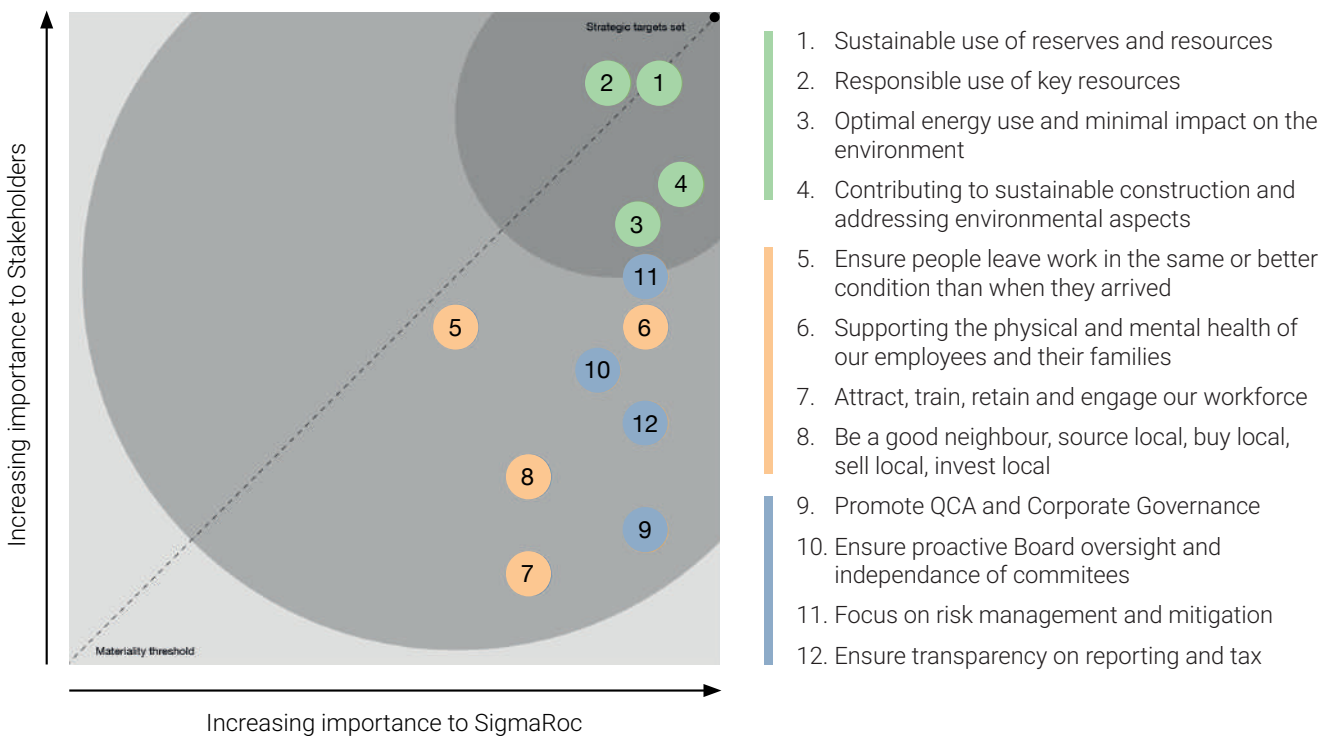 Increasing importance to Stakeholders
Strategic targets set
2
1
4
3
11
5
6
10
12
8
9
7
Materiality threshold
Increasing importance to SigmaRoc
1. Sustainable use of reserves and resources
2. Responsible use of key resources
3. Optimal energy use and minimal impact on the
environment
4. Contributing to sustainable construction and
addressing environmental aspects
5. Ensure people leave work in the same or better
condition than when they arrived
6. Supporting the physical and mental health of
our employees and their families
7. Attract, train, retain and engage our workforce
8. Be a good neighbour, source local, buy local,
sell local, invest local
9. Promote QCA and Corporate Governance
10. Ensure proactive Board oversight and
independance of commitees
11. Focus on risk management and mitigation
12. Ensure transparency on reporting and tax